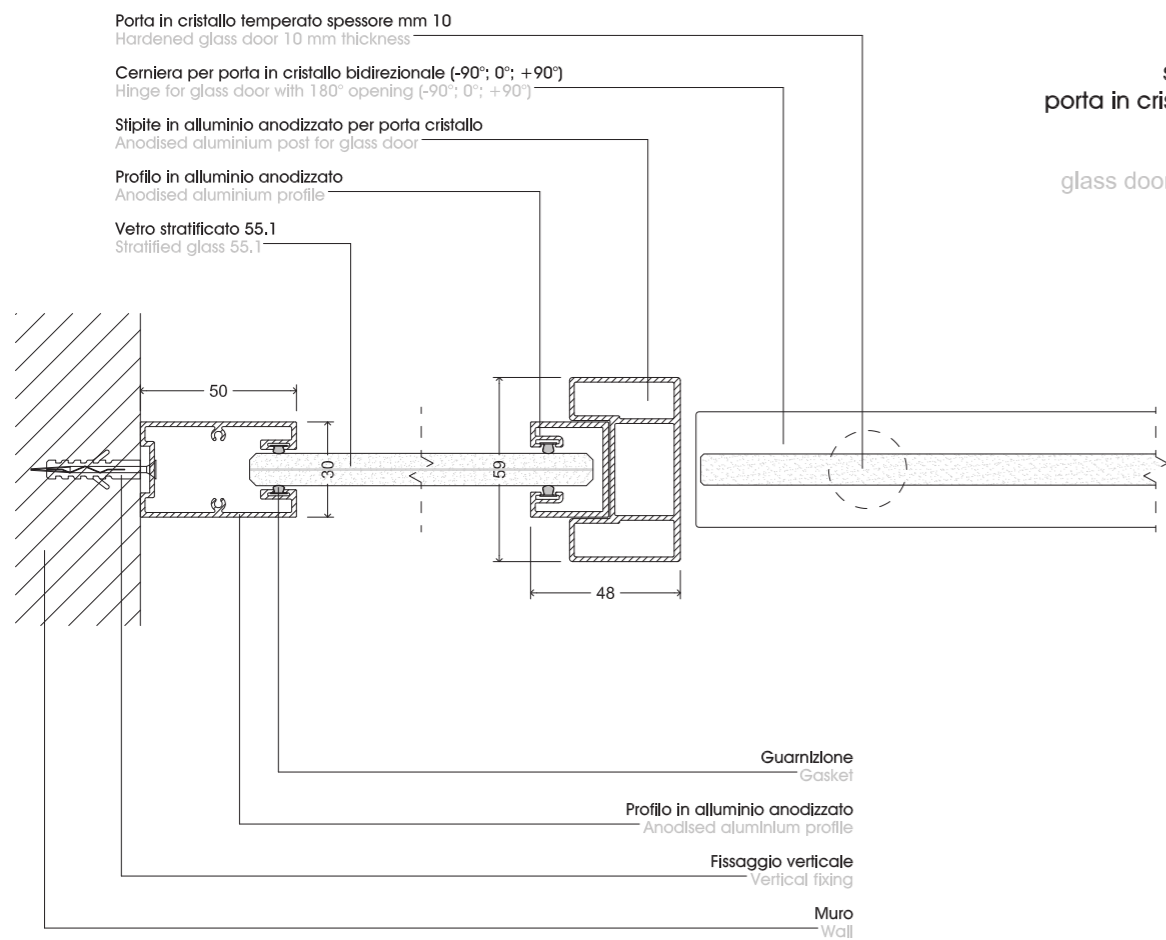 Porta in cristallo temperato spessore mm 10
Hardened glass door 10 mm thickness
Cerniera per porta in cristallo bidirezionale (-90°; 0°; +90°)
Hinge for glass door with 180° opening (-90°; 0°; +90°)
Stipite in alluminio anodizzato per porta cristallo
Anodised aluminium post for glass door
Profilo in alluminio anodizzato
Anodised aluminium profile
Vetro stratificato 55.1
Stratified glass 55.1
porta in
glass door
50
30
59
48
Guarnizione
Gasket
Profilo in alluminio anodizzato
Anodised aluminium profile
Fissaggio verticale
Vertical fixing
Muro
Wall